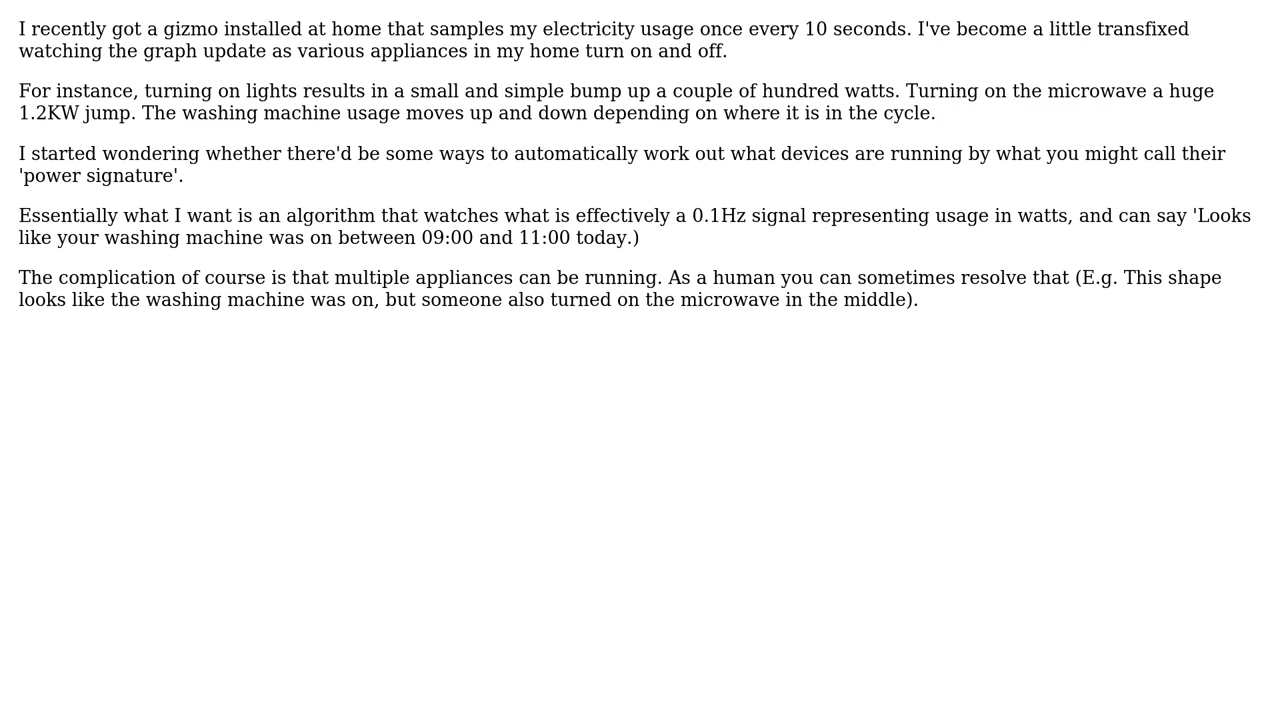 I recently got a gizmo installed at home that samples my electricity usage once every 10 seconds. I've become a little transfixed
watching the graph update as various appliances in my home turn on and off.
For instance, turning on lights results in a small and simple bump up a couple of hundred watts. Turning on the microwave a huge
1.2KW jump. The washing machine usage moves up and down depending on where it is in the cycle.
I started wondering whether there'd be some ways to automatically work out what devices are running by what you might call their
'power signature'.
Essentially what I want is an algorithm that watches what is effectively a 0.1Hz signal representing usage in watts, and can say 'Looks
like your washing machine was on between 09:00 and 11:00 today.)
The complication of course is that multiple appliances can be running. As a human you can sometimes resolve that (E.g. This shape
looks like the washing machine was on, but someone also turned on the microwave in the middle).